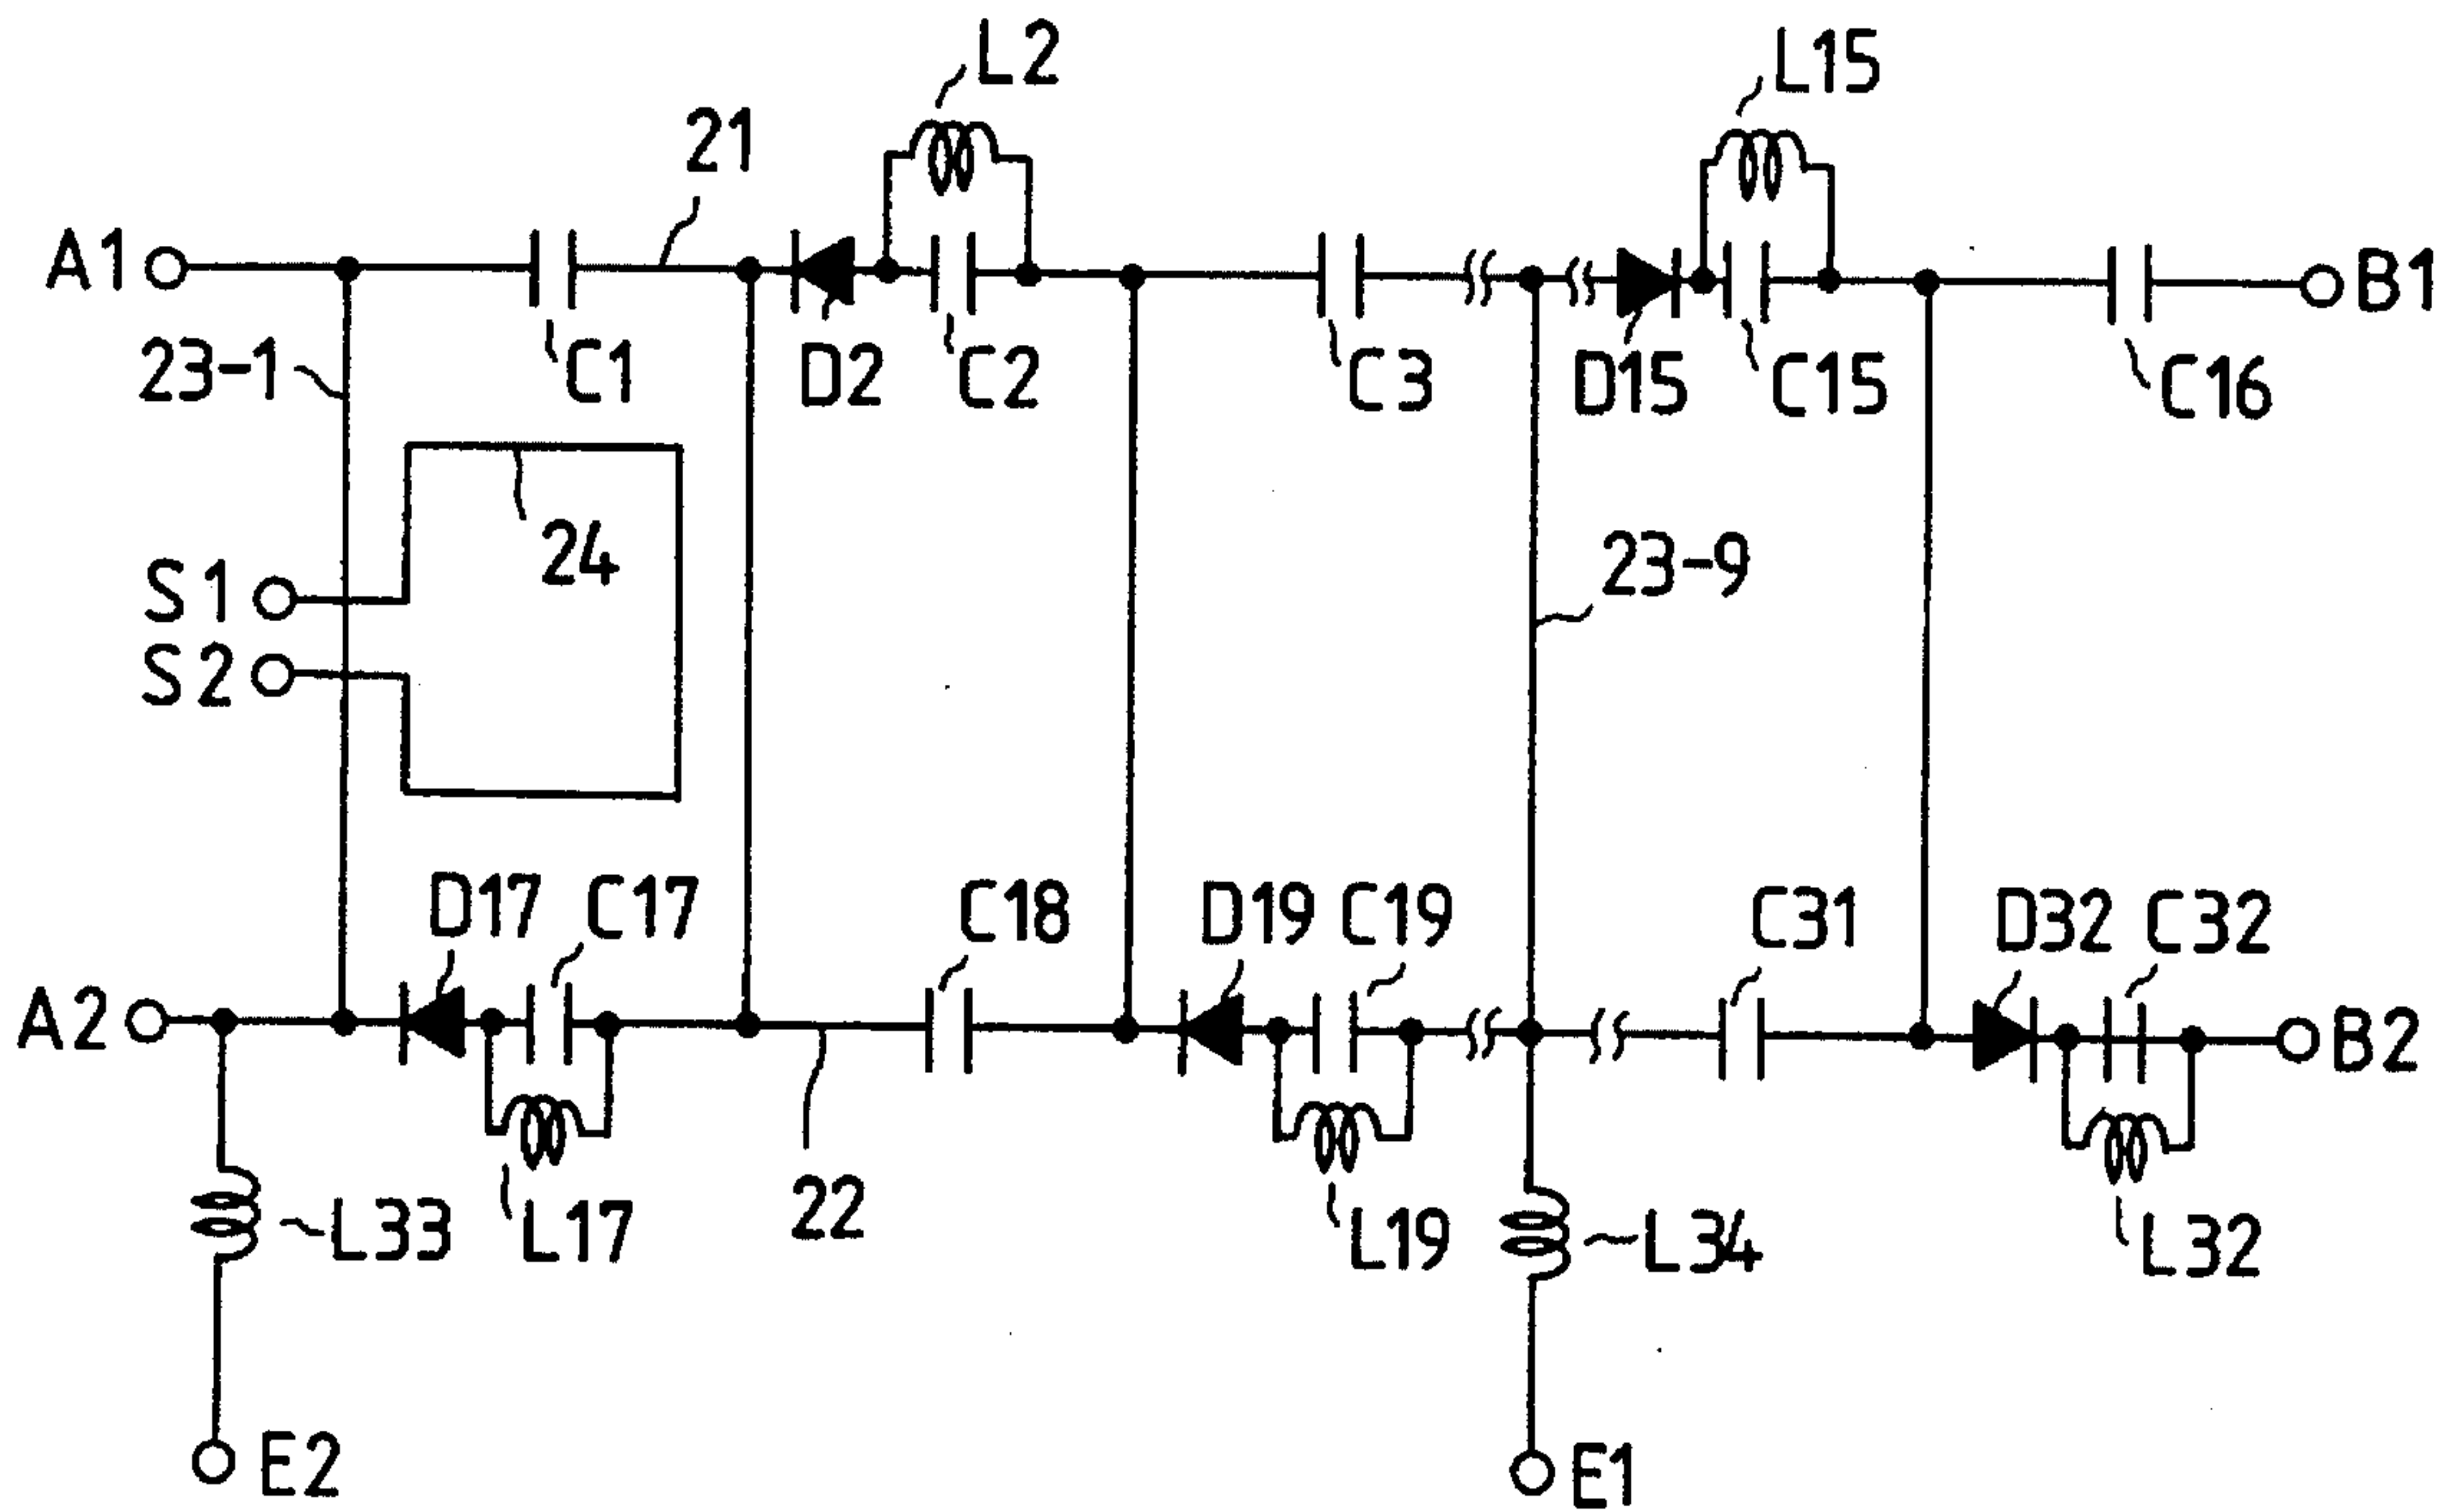 L2
L15
21
A1
B1
23-1
C1
D2
C2
C3
D15
C15
C16
24
23-9
S1
S2
D17
C17
C18
D19
C19
C31
D32
C32
A2
B2
L33
L17
22
L19
L34
L32
E2
E1